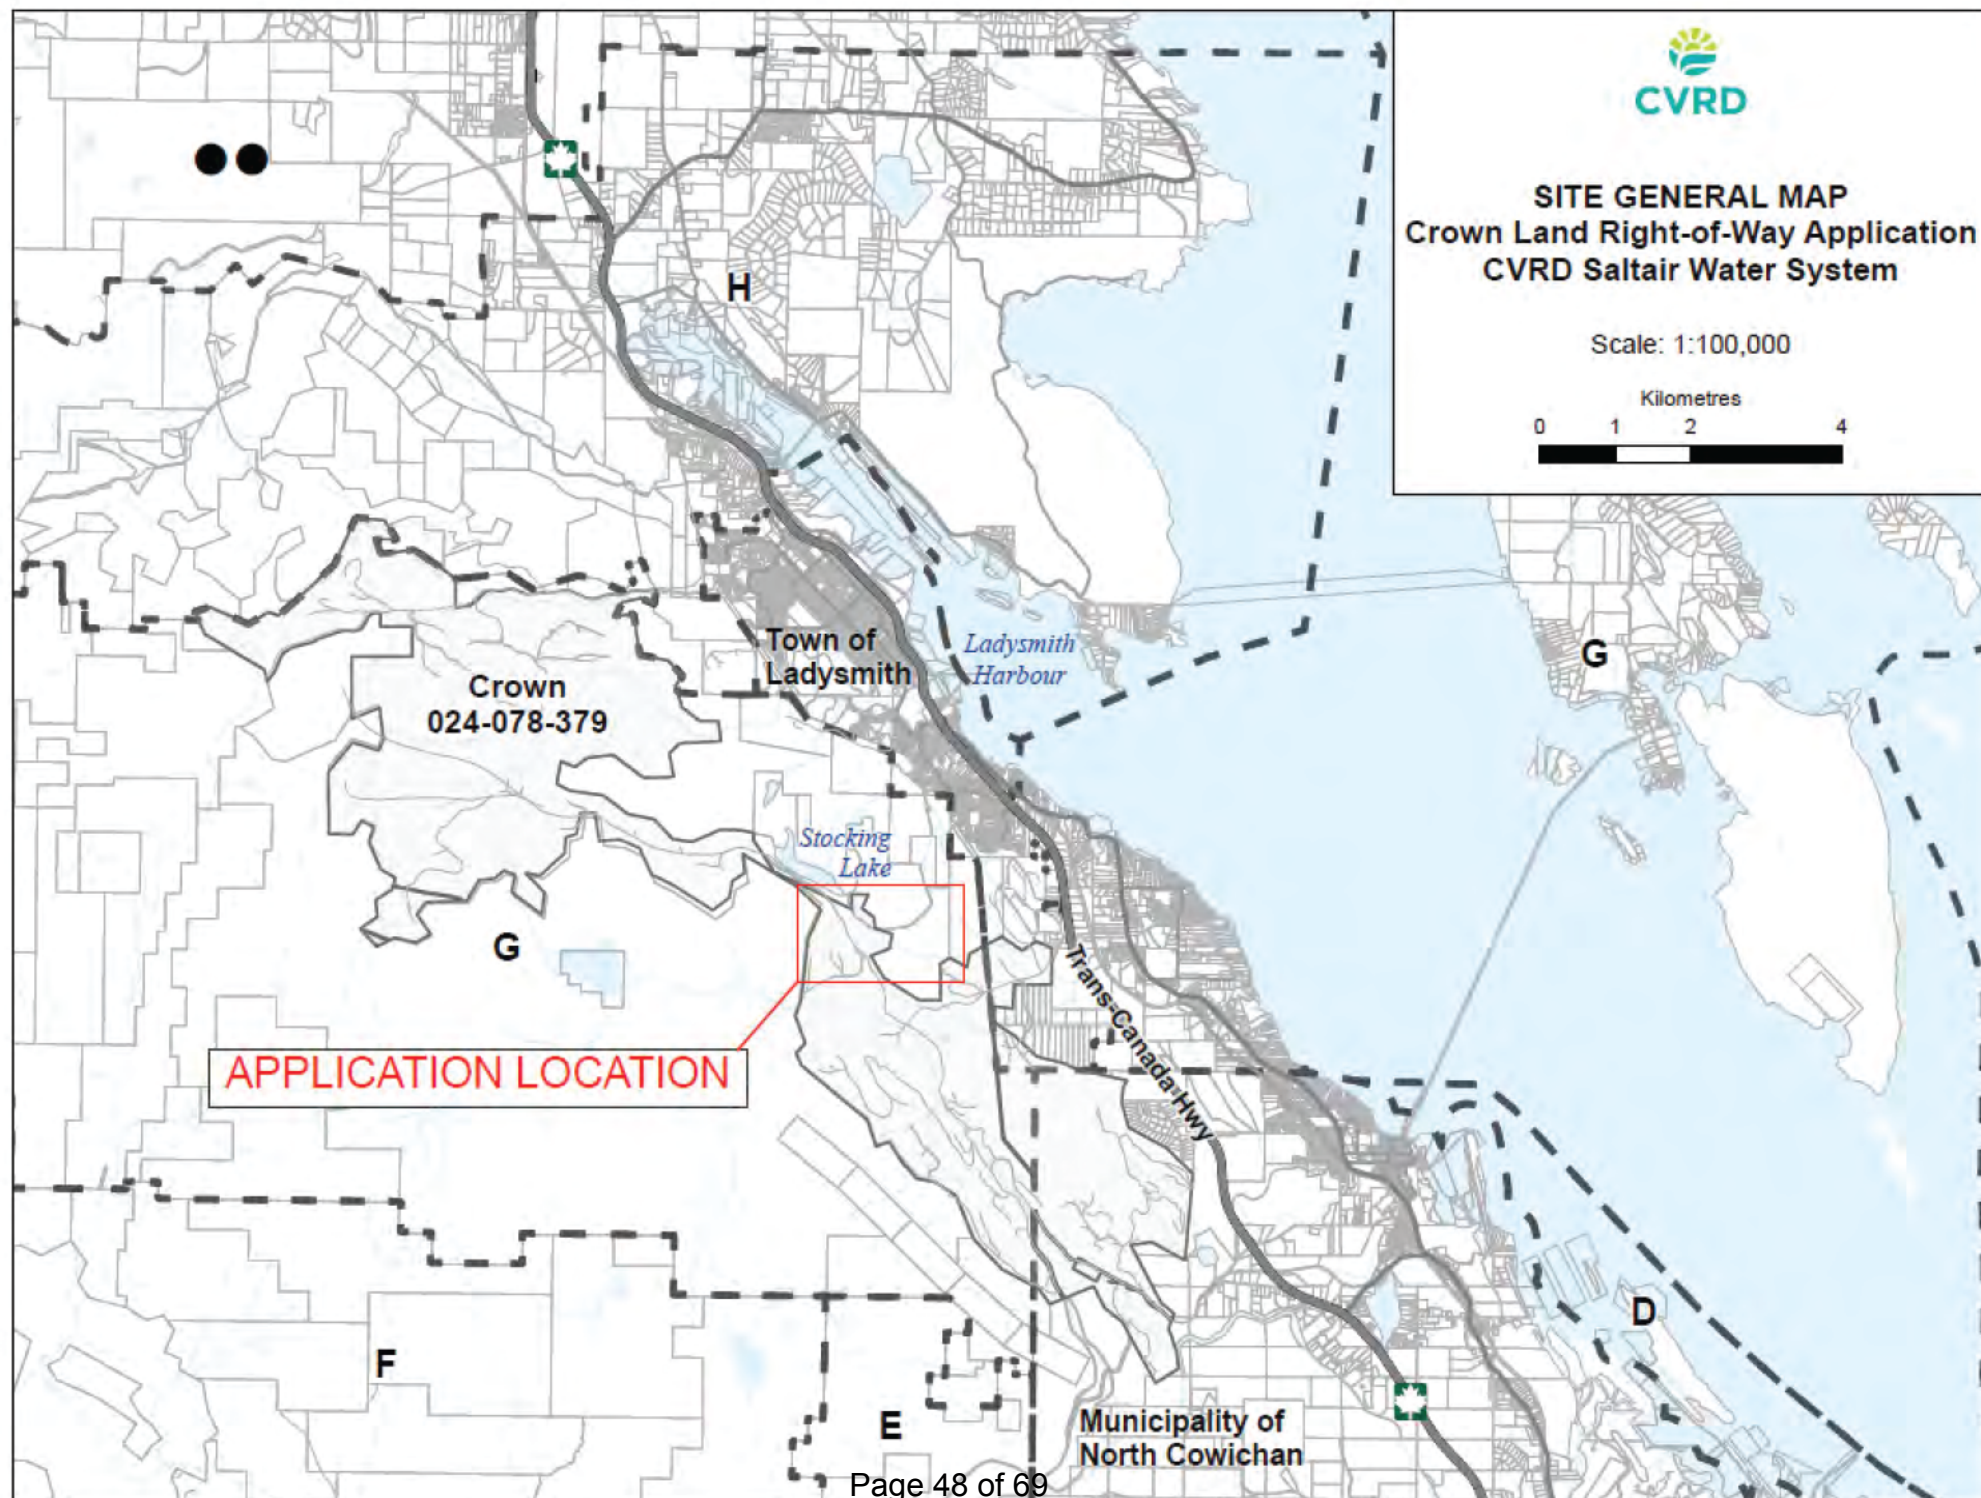 CVRD
SITE GENERAL MAP
Crown Land Right-of-Way Application
CVRD Saltair Water System
Scale: 1:100,000
Kilometres
0 1 2 4
H
Town of
Ladysmith
Ladysmith
Harbour
G
Crown
024-078-379
Stocking
Lake
G
Trans-Canada Hwy
APPLICATION LOCATION
D
F
E
Municipality of
North Cowichan
Page 48 of 69